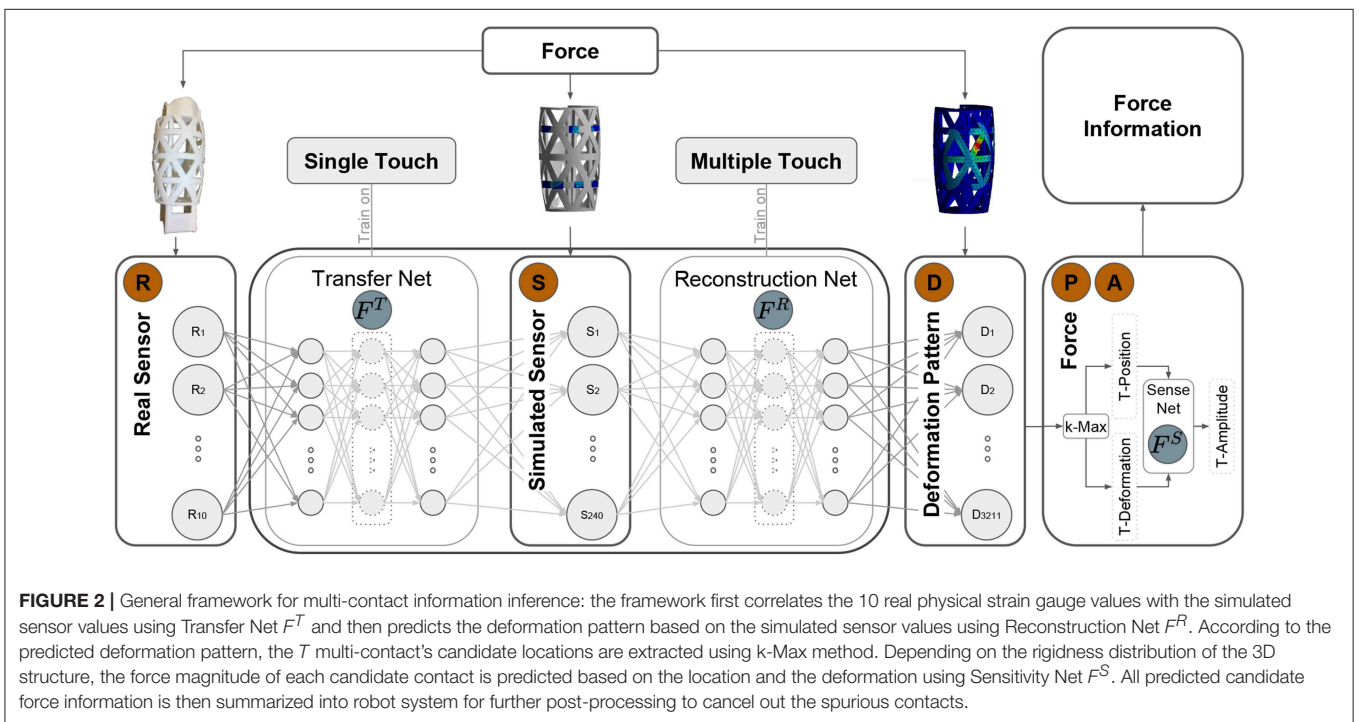 Force
Force
Information
Single Touch
Multiple Touch
Train on
Train on
R
Real Sensor
R1
R2
R10
Transfer Net
F^T
S
Simulated Sensor
S1
S2
S240
Reconstruction Net
F^R
D
Deformation Pattern
D1
D2
D3211
P
A
Force
k-Max
T-Position
T-Deformation
Sense
Net
F^S
T-Amplitude
FIGURE 2 | General framework for multi-contact information inference: the framework first correlates the 10 real physical strain gauge values with the simulated
sensor values using Transfer Net F^T and then predicts the deformation pattern based on the simulated sensor values using Reconstruction Net F^R. According to the
predicted deformation pattern, the T multi-contact's candidate locations are extracted using k-Max method. Depending on the rigidness distribution of the 3D
structure, the force magnitude of each candidate contact is predicted based on the location and the deformation using Sensitivity Net F^S. All predicted candidate
force information is then summarized into robot system for further post-processing to cancel out the spurious contacts.